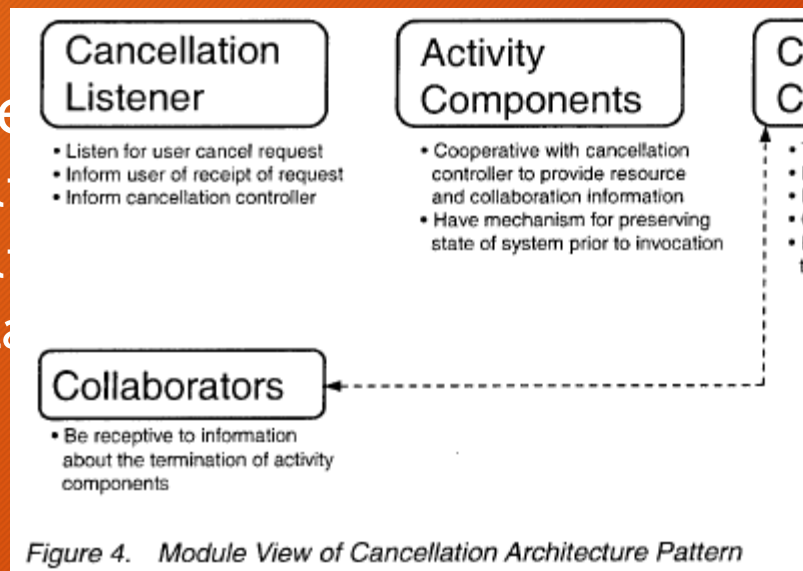 Cancellation
Listener
• Listen for user cancel request
• Inform user of receipt of request
• Inform cancellation controller
Activity
Components
• Cooperative with cancellation
controller to provide resource
and collaboration information
• Have mechanism for preserving
state of system prior to invocation
Collaborators
• Be receptive to information
about the termination of activity
components
Figure 4. Module View of Cancellation Architecture Pattern